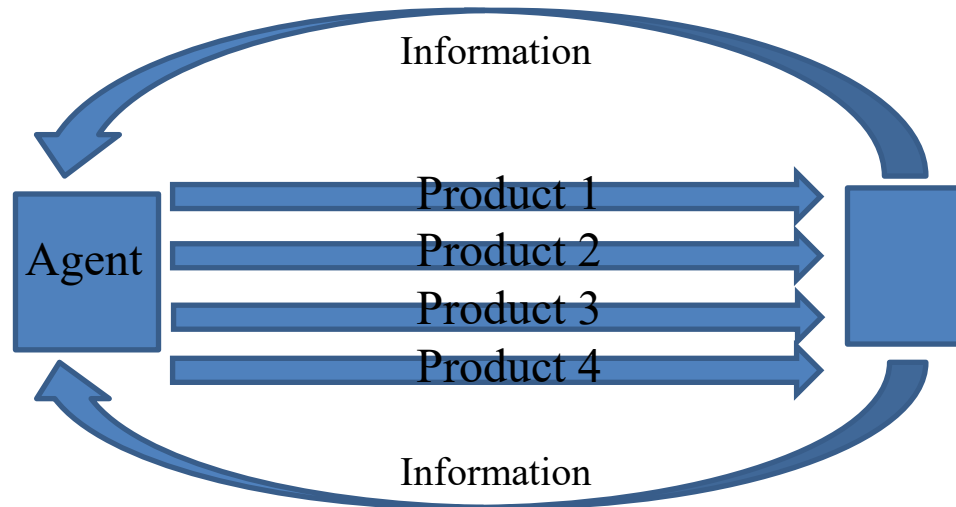 Information
Product 1
Agent
Product 2
Product 3
Product 4
Information